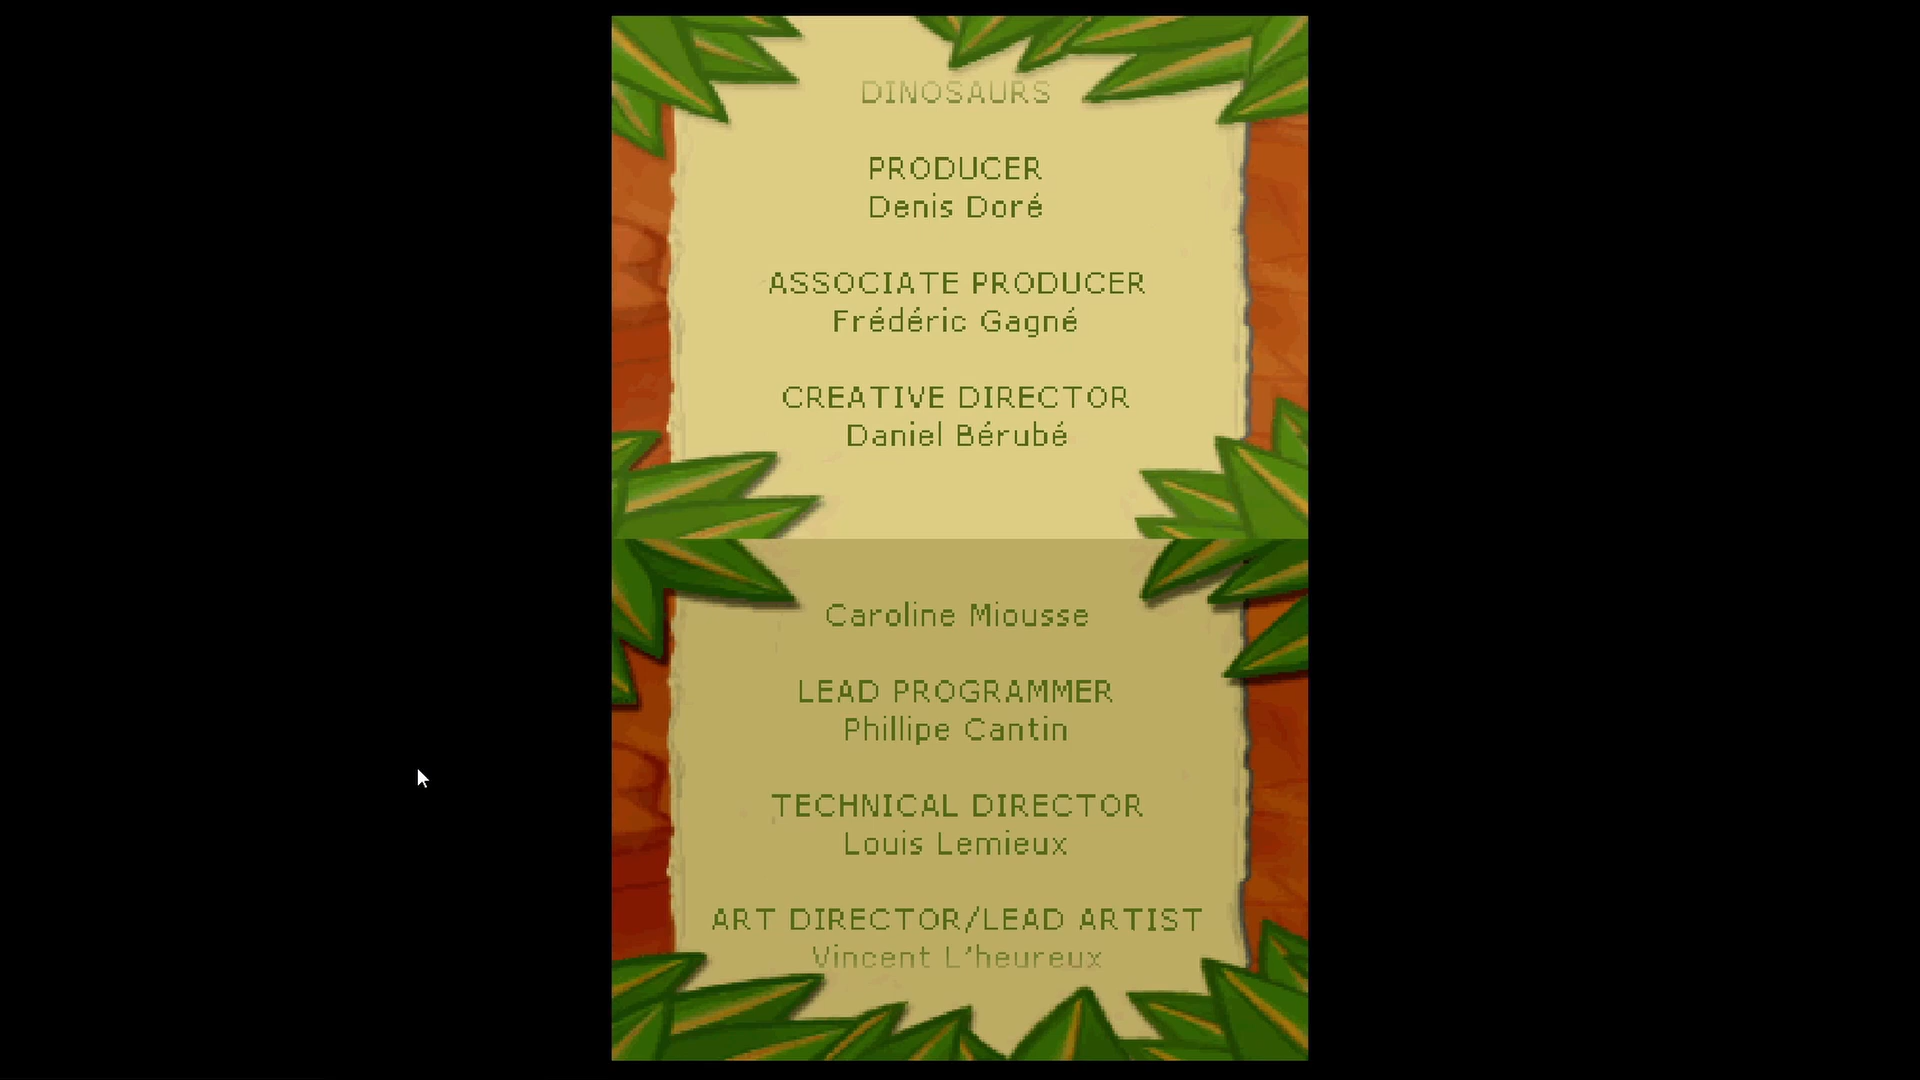 DINOSAURS
PRODUCER
Denis Doré
ASSOCIATE PRODUCER
Frédéric Gagné
CREATIVE DIRECTOR
Daniel Bérubé
Caroline Miousse
LEAD PROGRAMMER
Phillipe Cantin
TECHNICAL DIRECTOR
Louis Lemieux
ART DIRECTOR/LEAD ARTIST
Vincent L'heureux